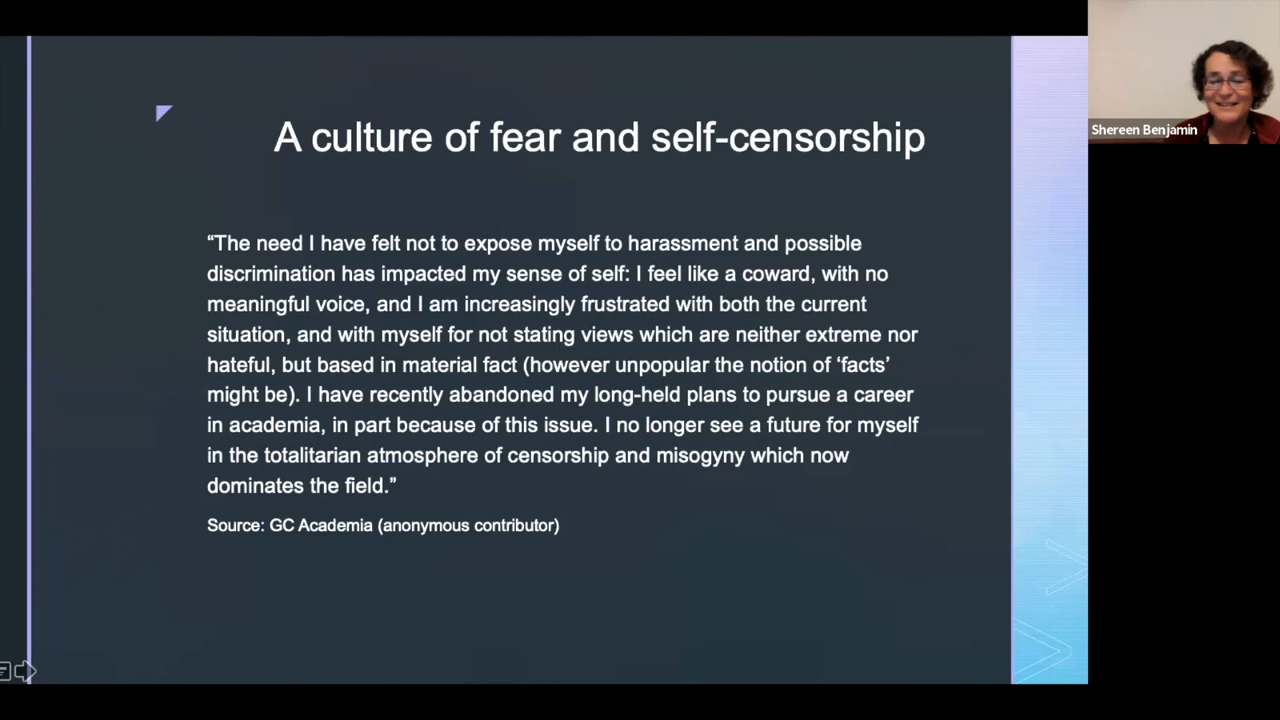 A culture of fear and self-censorship
“The need I have felt not to expose myself to harassment and possible
discrimination has impacted my sense of self: I feel like a coward, with no
meaningful voice, and I am increasingly frustrated with both the current
situation, and with myself for not stating views which are neither extreme nor
hateful, but based in material fact (however unpopular the notion of ‘facts’
might be). I have recently abandoned my long-held plans to pursue a career
in academia, in part because of this issue. I no longer see a future for myself
in the totalitarian atmosphere of censorship and misogyny which now
dominates the field.”
Source: GC Academia (anonymous contributor)
Shereen Benjamin